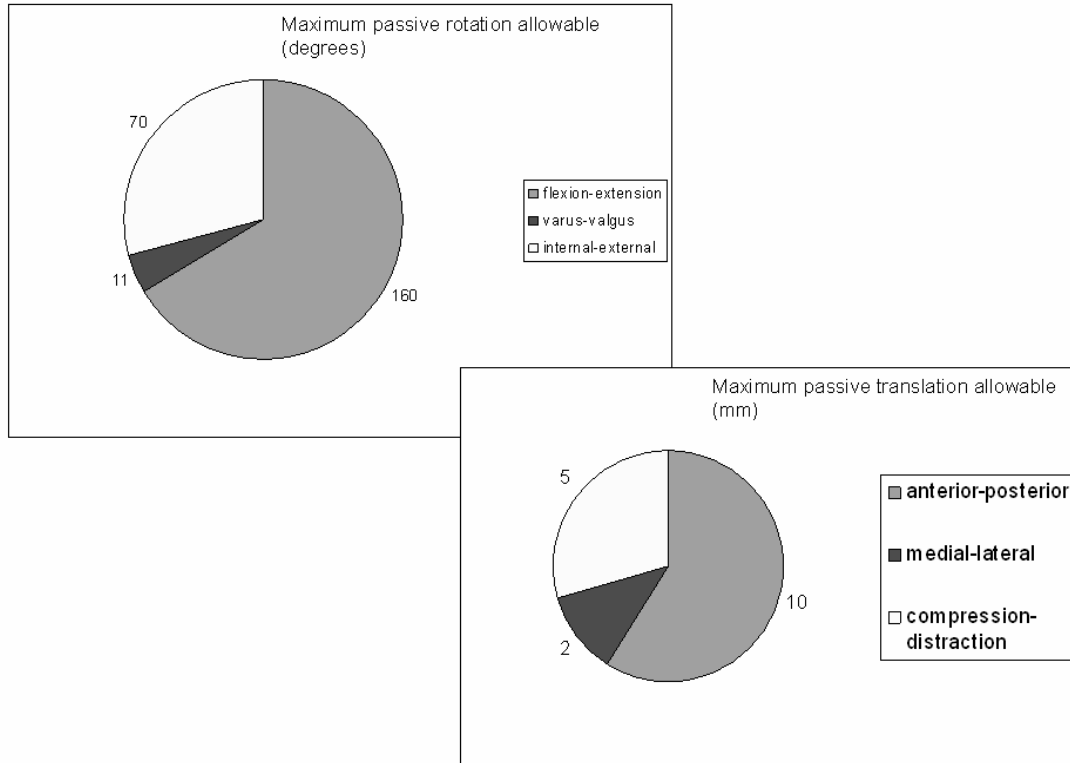 Maximum passive rotation allowable
(degrees)
70
11
160
flexion-extension
varus-valgus
internal-external
Maximum passive translation allowable
(mm)
5
2
10
anterior-posterior
medial-lateral
compression-
distraction